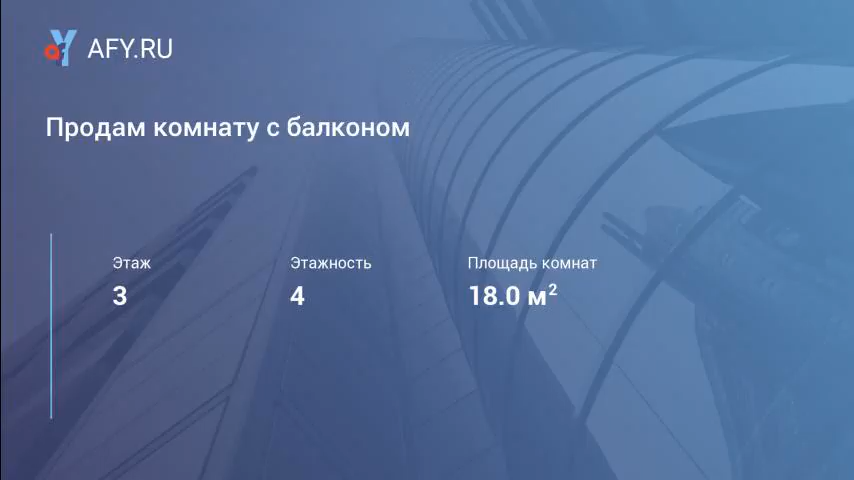 AFY.RU
Продам комнату с балконом
Этаж
3
Этажность
4
Площадь комнат
18.0 м²